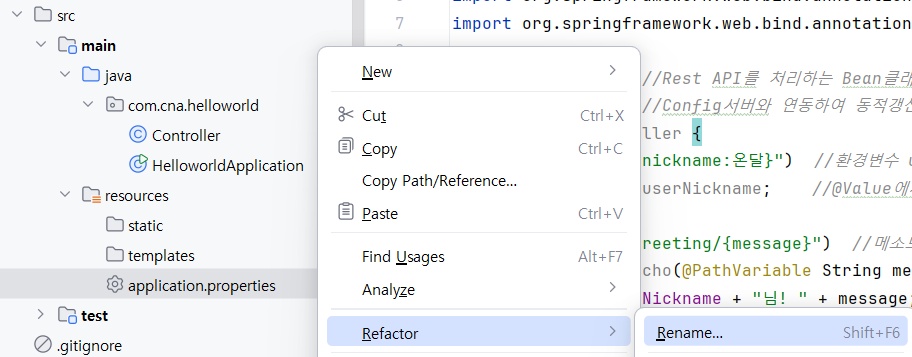 src
main
java
com.cna.helloworld
Controller
HelloworldApplication
resources
static
templates
application.properties
test
.gitignore
New
Cut Ctrl+X
Copy Ctrl+C
Copy Path/Reference...
Paste Ctrl+V
Find Usages Alt+F7
Analyze
Refactor
Rename... Shift+F6
7 import org.springframework.web.bind.annotation
//Rest API를 처리하는 Bean클래
//Config서버와 연동하여 동적갱신
ller {
nickname:온달}") //환경변수
userNickname; //@Value에
reeting/{message}") //메소드
cho(@PathVariable String me
Nickname + "님! " + message;